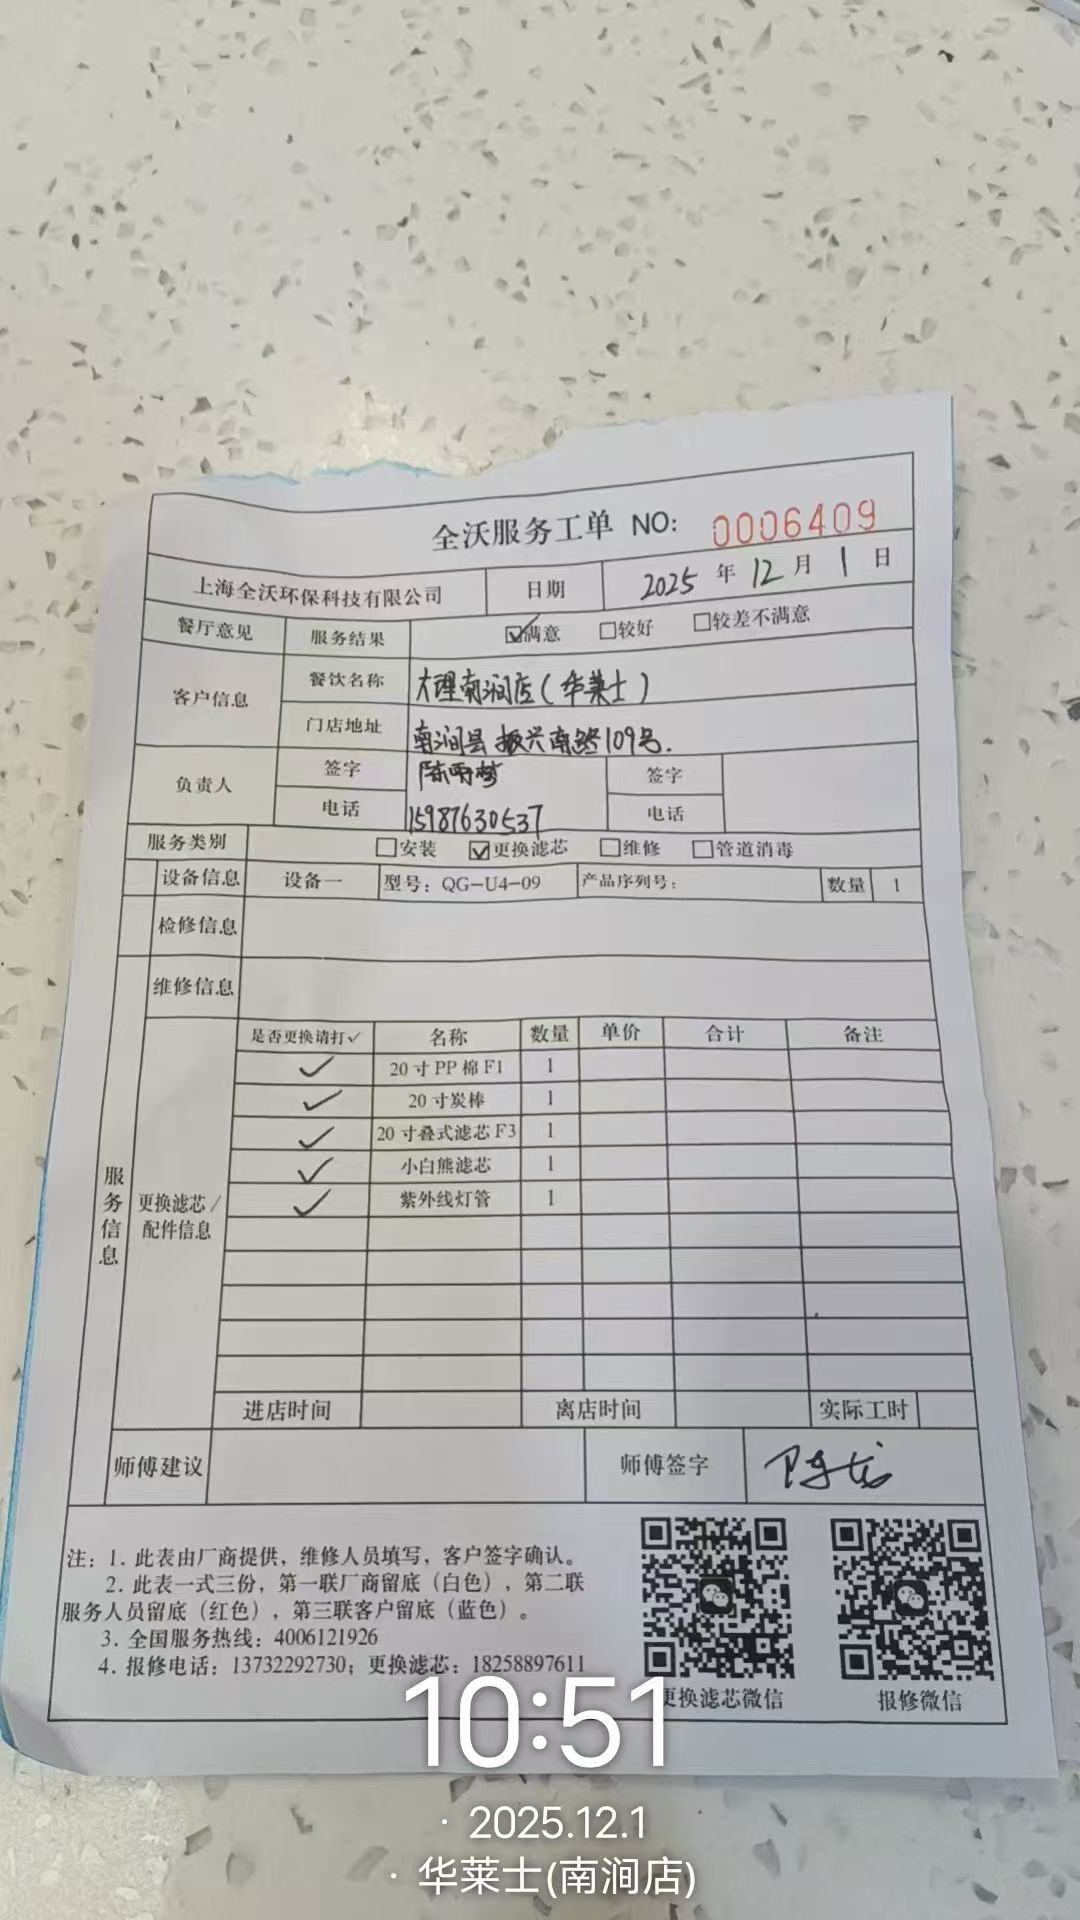 全沃服务工单 NO: 0006409
上海全沃环保科技有限公司 日期 2025 年 12 月 1 日
餐厅意见 服务结果 ☑满意 □较好 □较差不满意
客户信息 餐饮名称 大理南涧店(华莱士)
门店地址 南涧县振兴南路109号.
负责人 签字 陈雨梦 签字
电话 15987630537 电话
服务类别 □安装 ☑更换滤芯 □维修 □管道消毒
设备信息 设备一 型号：QG-U4-09 产品序列号： 数量 1
检修信息
维修信息
是否更换请打✓ 名称 数量 单价 合计 备注
✓ 20寸PP棉F1 1
✓ 20寸炭棒 1
✓ 20寸叠式滤芯F3 1
✓ 小白熊滤芯 1
✓ 紫外线灯管 1
服务信息
更换滤芯/
配件信息
进店时间 离店时间 实际工时
师傅建议 师傅签字
注：1. 此表由厂商提供，维修人员填写，客户签字确认。
2. 此表一式三份，第一联厂商留底（白色），第二联
服务人员留底（红色），第三联客户留底（蓝色）。
3. 全国服务热线：4006121926
4. 报修电话：13732292730；更换滤芯：18258897611
更换滤芯微信 报修微信
10:51
· 2025.12.1
· 华莱士(南涧店)